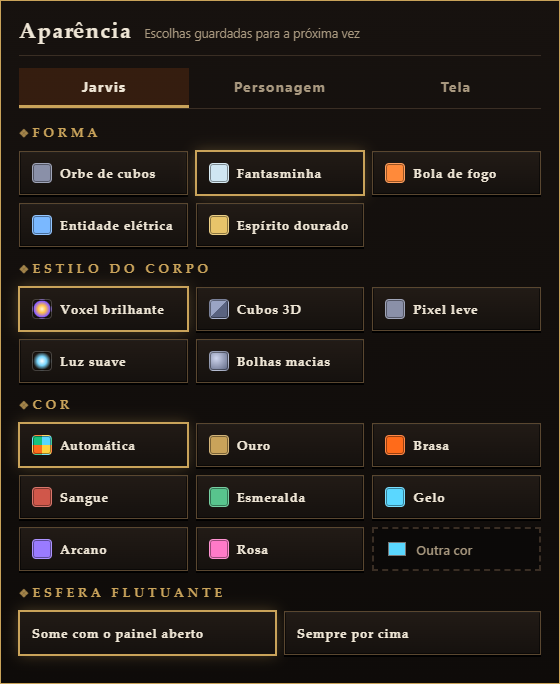 Aparência Escolhas guardadas para a próxima vez
Jarvis Personagem Tela
FORMA
Orbe de cubos Fantasminha Bola de fogo
Entidade elétrica Espírito dourado
ESTILO DO CORPO
Voxel brilhante Cubos 3D Pixel leve
Luz suave Bolhas macias
COR
Automática Ouro Brasa
Sangue Esmeralda Gelo
Arcano Rosa Outra cor
ESFERA FLUTUANTE
Some com o painel aberto Sempre por cima